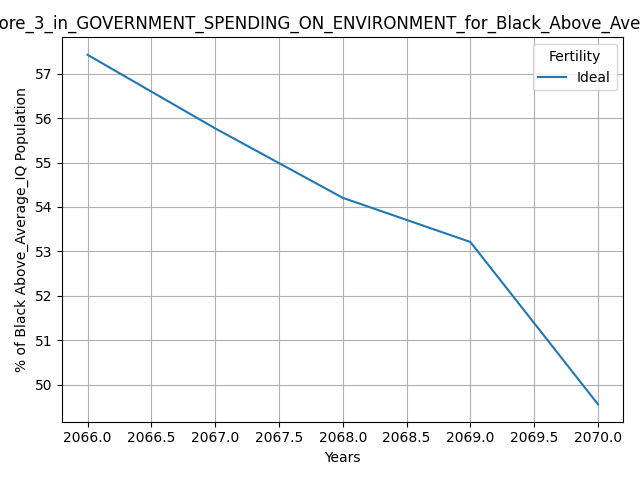 ore_3_in_GOVERNMENT_SPENDING_ON_ENVIRONMENT_for_Black_Above_Ave
Fertility
Ideal
% of Black Above_Average_IQ Population
57
56
55
54
53
52
51
50
2066.0 2066.5 2067.0 2067.5 2068.0 2068.5 2069.0 2069.5 2070.0
Years